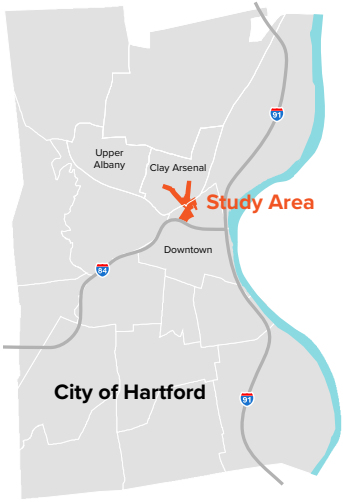 91
Upper
Albany
Clay Arsenal
Study Area
Downtown
84
City of Hartford
91